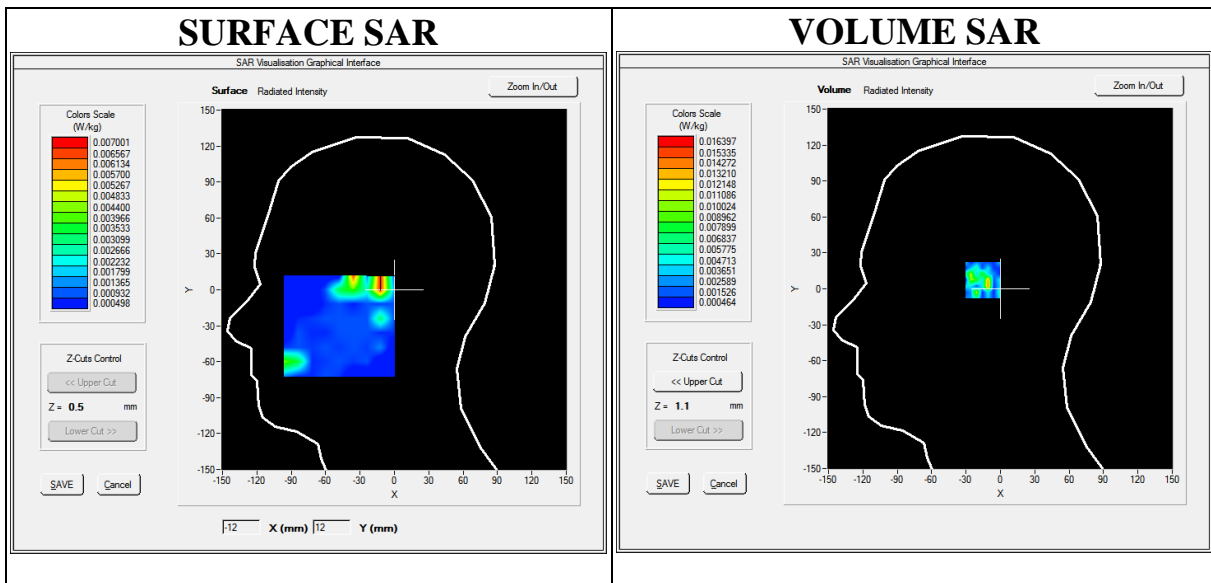 SURFACE SAR
SAR Visualisation Graphical Interface
Surface Radiated Intensity
Zoom In/Out
Colors Scale
(W/kg)
0.007001
0.006567
0.006134
0.005700
0.005267
0.004833
0.004400
0.003966
0.003533
0.003099
0.002666
0.002232
0.001799
0.001365
0.000932
0.000498
Z-Cuts Control
<< Upper Cut
Z = 0.5 mm
Lower Cut >>
SAVE Cancel
150
120
90
60
30
0
-30
-60
-90
-120
-150
Y
-150 -120 -90 -60 -30 0 30 60 90 120 150
X
-12 X (mm) 12 Y (mm)
VOLUME SAR
SAR Visualisation Graphical Interface
Volume Radiated Intensity
Zoom In/Out
Colors Scale
(W/kg)
0.016397
0.015335
0.014272
0.013210
0.012148
0.011086
0.010024
0.008962
0.007899
0.006837
0.005775
0.004713
0.003651
0.002589
0.001526
0.000464
Z-Cuts Control
<< Upper Cut
Z = 1.1 mm
Lower Cut >>
SAVE Cancel
150
120
90
60
30
0
-30
-60
-90
-120
-150
Y
-150 -120 -90 -60 -30 0 30 60 90 120 150
X